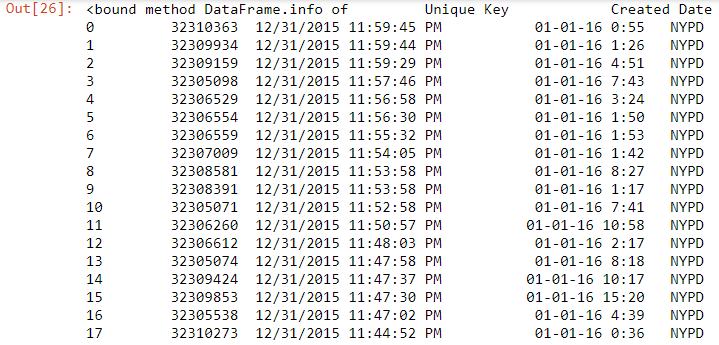 Out[26]: <bound method DataFrame.info of Unique Key Created Date
0 32310363 12/31/2015 11:59:45 PM 01-01-16 0:55 NYPD
1 32309934 12/31/2015 11:59:44 PM 01-01-16 1:26 NYPD
2 32309159 12/31/2015 11:59:29 PM 01-01-16 4:51 NYPD
3 32305098 12/31/2015 11:57:46 PM 01-01-16 7:43 NYPD
4 32306529 12/31/2015 11:56:58 PM 01-01-16 3:24 NYPD
5 32306554 12/31/2015 11:56:30 PM 01-01-16 1:50 NYPD
6 32306559 12/31/2015 11:55:32 PM 01-01-16 1:53 NYPD
7 32307009 12/31/2015 11:54:05 PM 01-01-16 1:42 NYPD
8 32308581 12/31/2015 11:53:58 PM 01-01-16 8:27 NYPD
9 32308391 12/31/2015 11:53:58 PM 01-01-16 1:17 NYPD
10 32305071 12/31/2015 11:52:58 PM 01-01-16 7:41 NYPD
11 32306260 12/31/2015 11:50:57 PM 01-01-16 10:58 NYPD
12 32306612 12/31/2015 11:48:03 PM 01-01-16 2:17 NYPD
13 32305074 12/31/2015 11:47:58 PM 01-01-16 8:18 NYPD
14 32309424 12/31/2015 11:47:37 PM 01-01-16 10:17 NYPD
15 32309853 12/31/2015 11:47:30 PM 01-01-16 15:20 NYPD
16 32305538 12/31/2015 11:47:02 PM 01-01-16 4:39 NYPD
17 32310273 12/31/2015 11:44:52 PM 01-01-16 0:36 NYPD